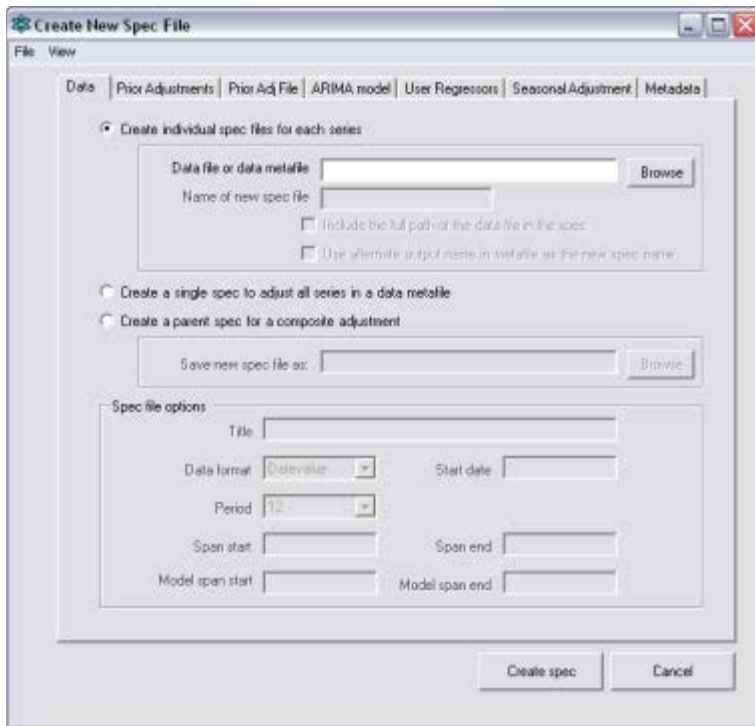 Create New Spec File
File View
Data Prior Adjustments Prior Adj File ARIMA model User Regressors Seasonal Adjustment Metadata
Create individual spec files for each series
Data file or data metafile Browse
Name of new spec file
Include the full path of the data file in the spec
Use alternate output name in metafile as the new spec name
Create a single spec to adjust all series in a data metafile
Create a parent spec for a composite adjustment
Save new spec file as: Browse
Spec file options
Title
Data format Datevalue Start date
Period 12
Span start Span end
Model span start Model span end
Create spec Cancel